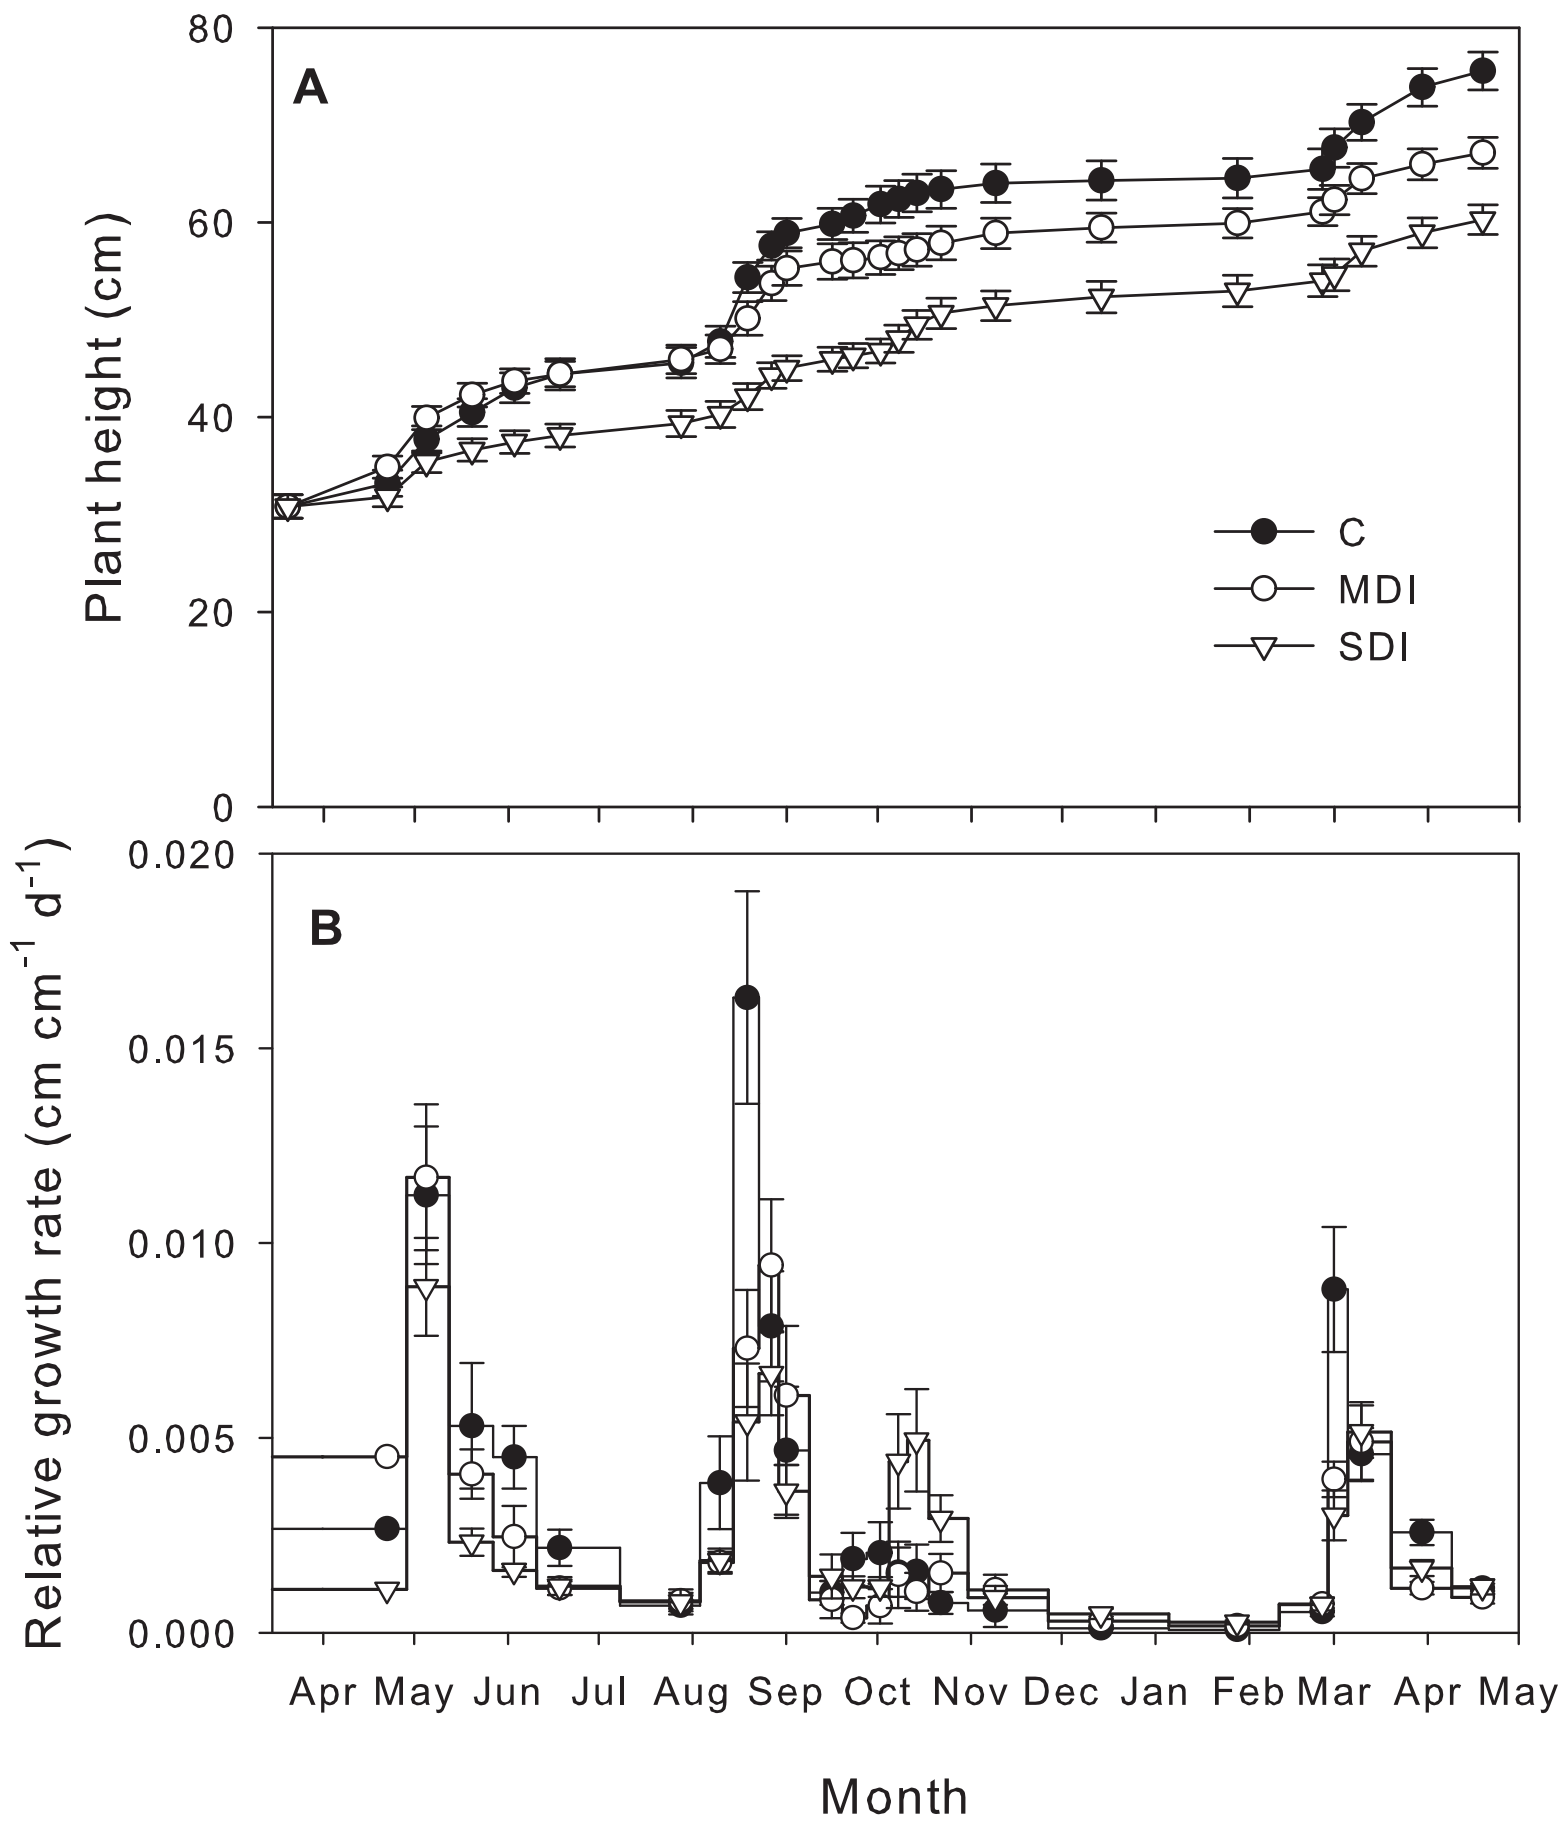 A
Plant height (cm)
80
60
40
20
0
C
MDI
SDI
B
Relative growth rate (cm cm⁻¹ d⁻¹)
0.020
0.015
0.010
0.005
0.000
Apr May Jun Jul Aug Sep Oct Nov Dec Jan Feb Mar Apr May
Month